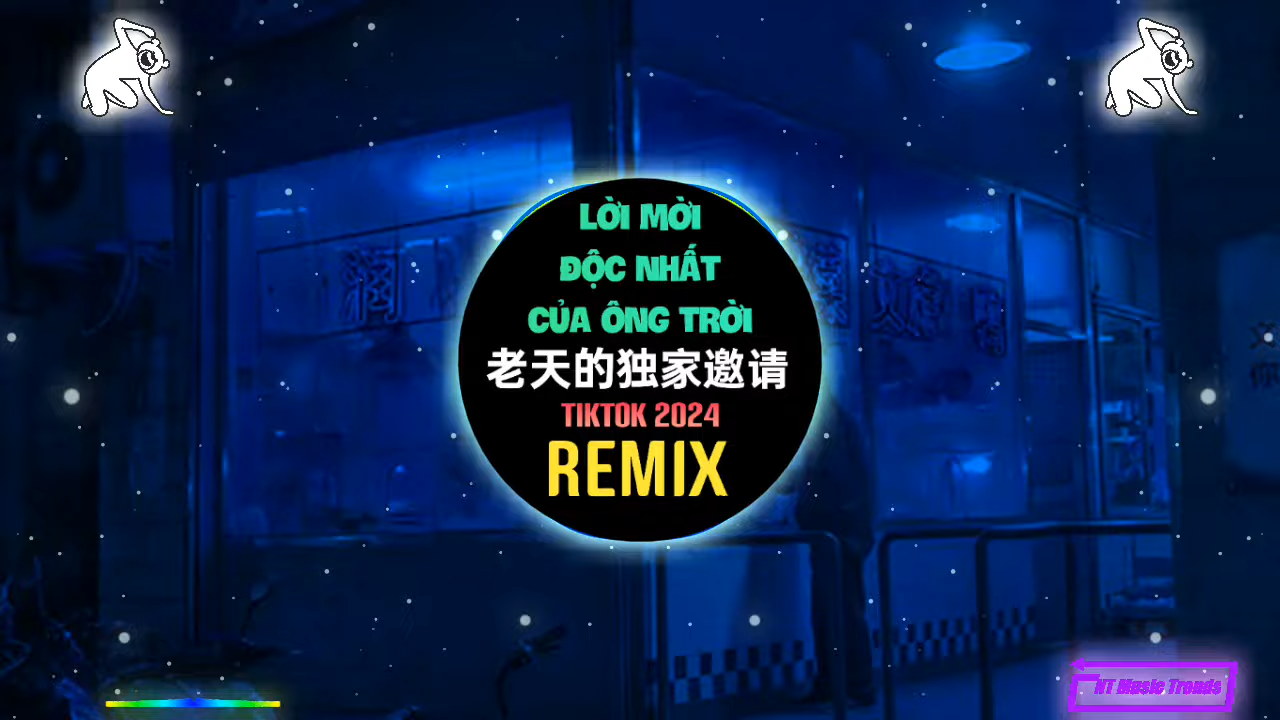 LỜI MỜI
ĐỘC NHẤT
CỦA ÔNG TRỜI
老天的独家邀请
TIKTOK 2024
REMIX
NT Music Trends